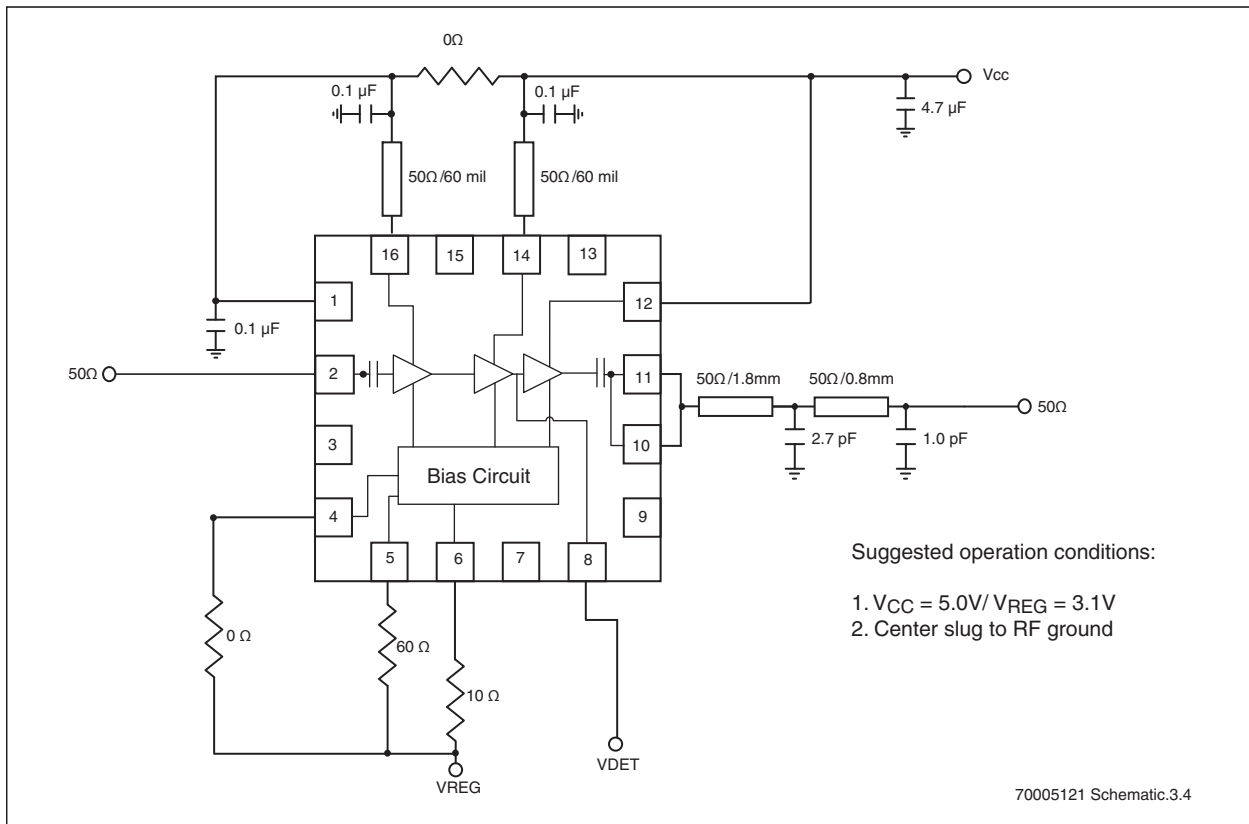 0Ω
Vcc
0.1 µF
0.1 µF
4.7 µF
50Ω/60 mil
50Ω/60 mil
16
15
14
13
1
12
0.1 µF
50Ω
2
11
50Ω/1.8mm
50Ω/0.8mm
50Ω
3
10
2.7 pF
1.0 pF
Bias Circuit
4
9
5
6
7
8
Suggested operation conditions:
1. VCC = 5.0V/ VREG = 3.1V
2. Center slug to RF ground
0 Ω
60 Ω
10 Ω
VREG
VDET
70005121 Schematic.3.4